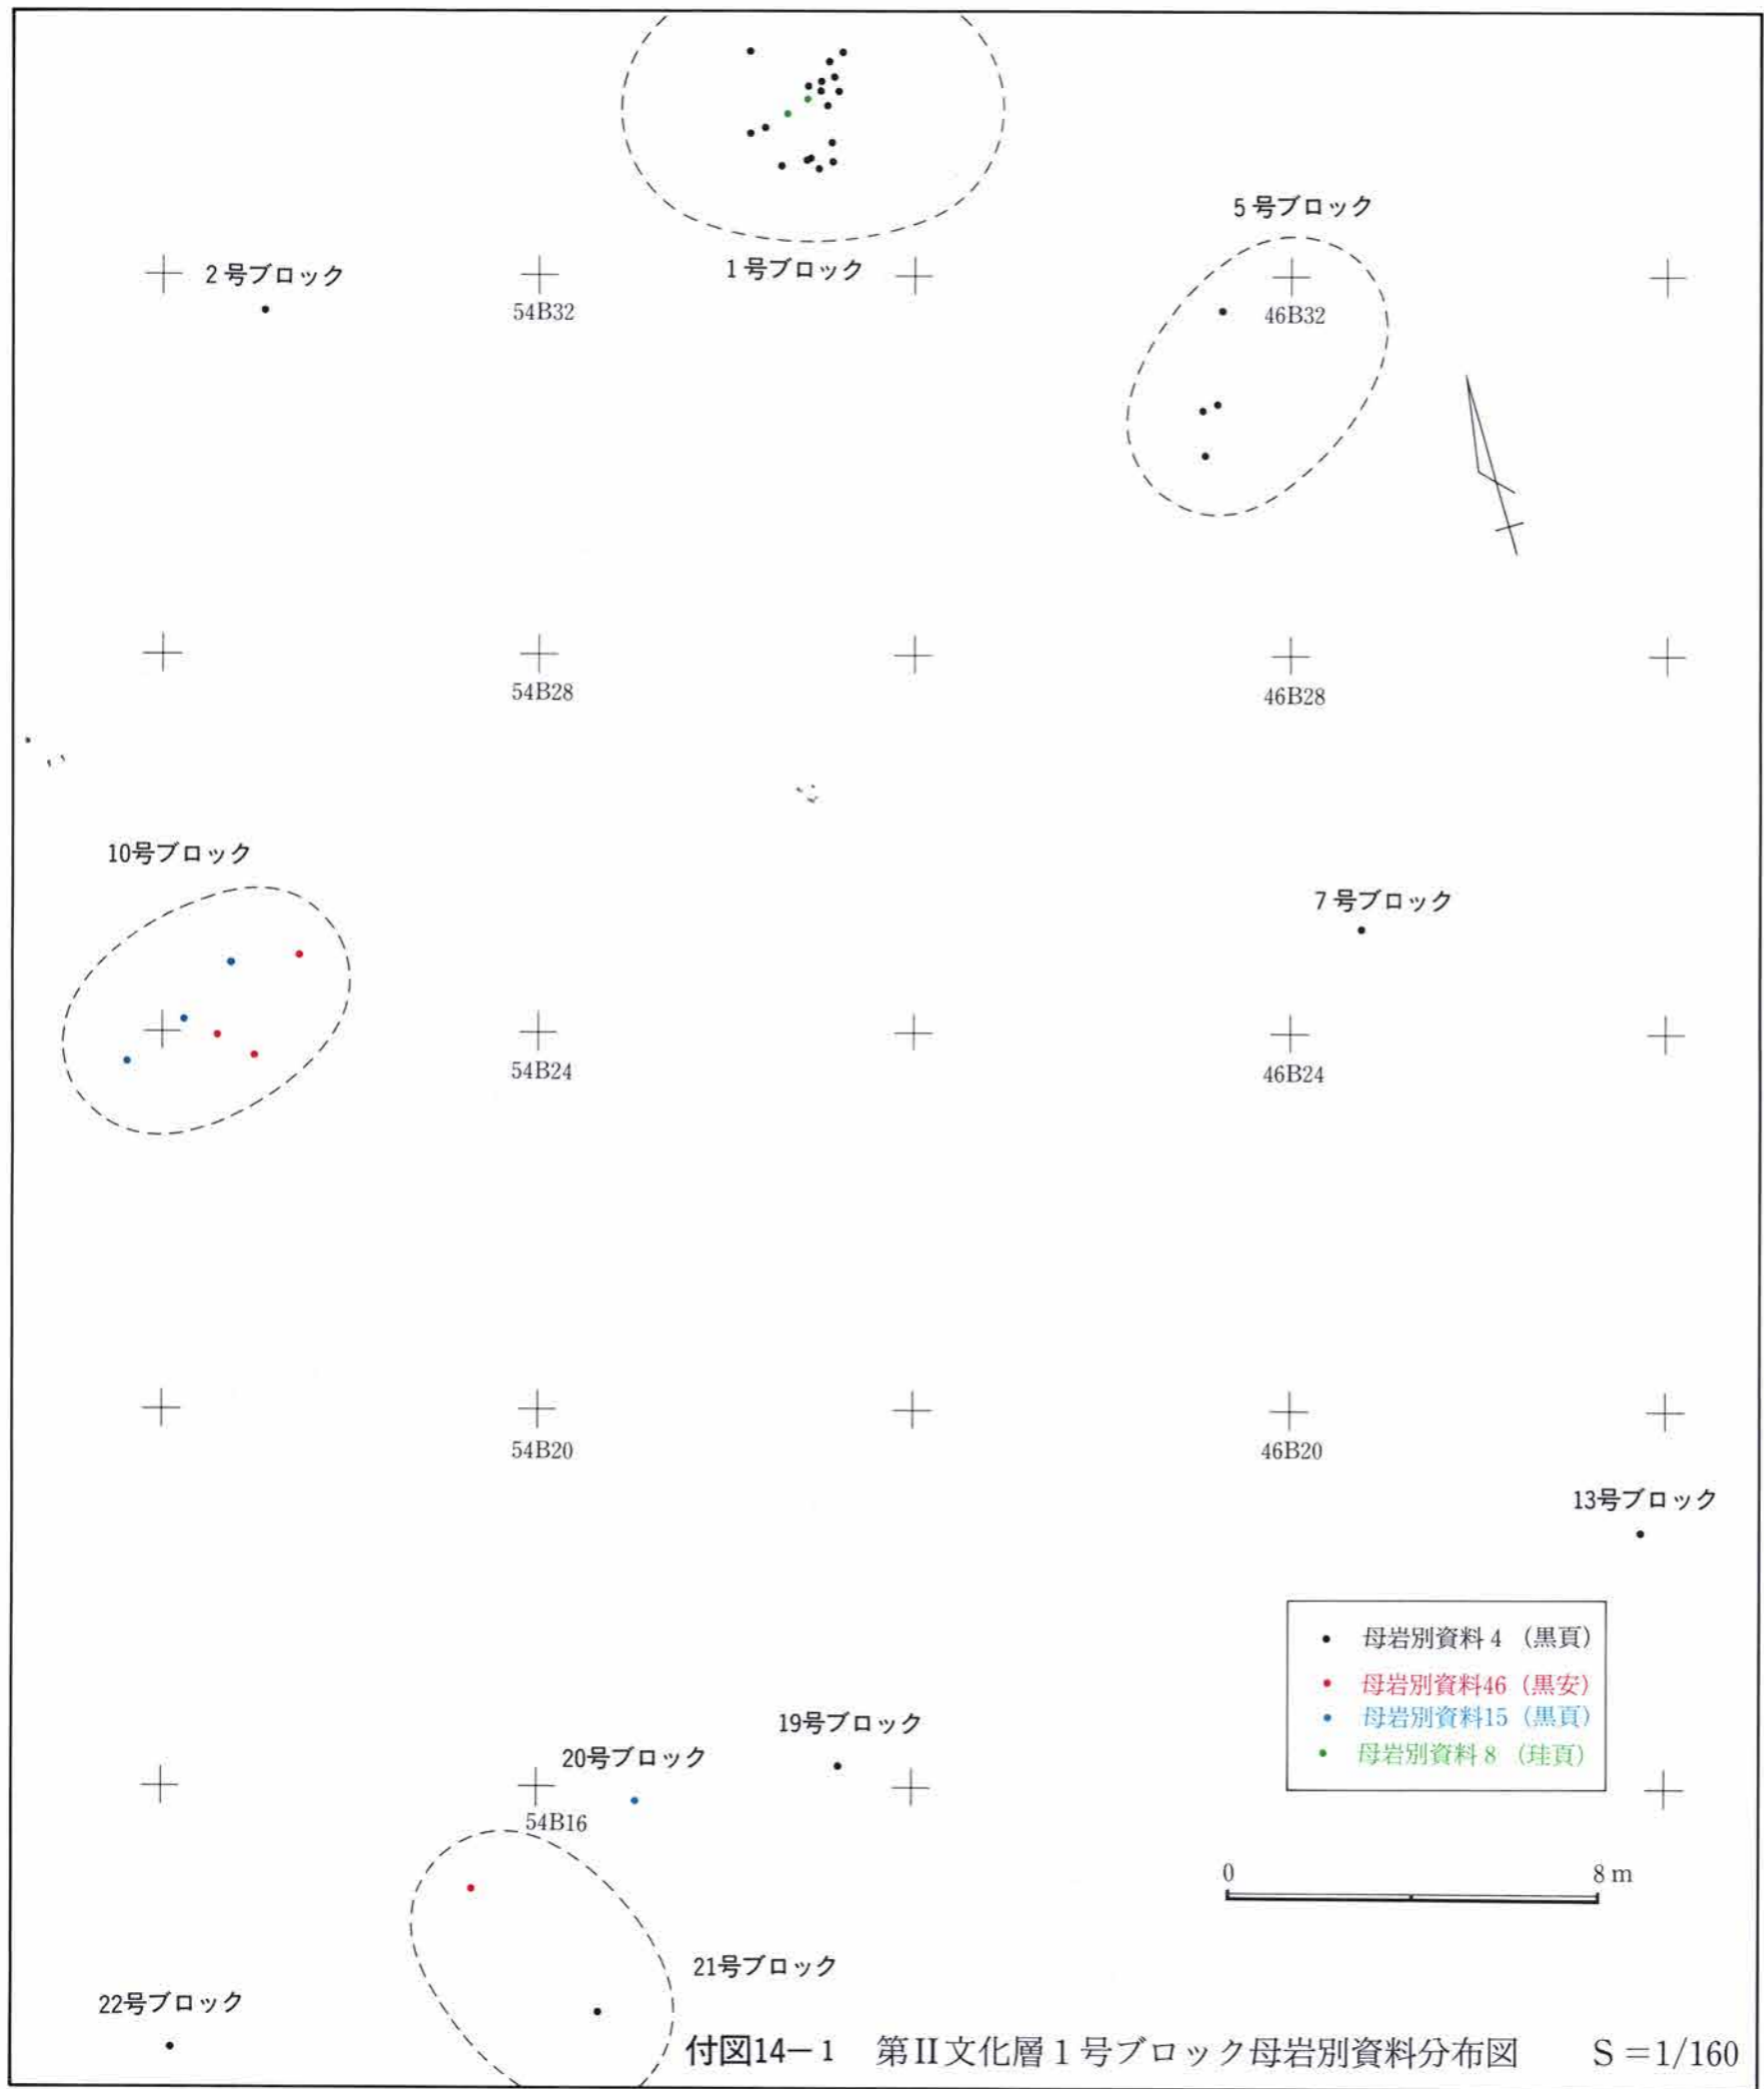 5号ブロック
2号ブロック
1号ブロック
54B32
46B32
54B28
46B28
10号ブロック
7号ブロック
54B24
46B24
54B20
46B20
13号ブロック
母岩別資料4（黒頁）
母岩別資料46（黒安）
母岩別資料15（黒頁）
母岩別資料8（珪頁）
19号ブロック
20号ブロック
54B16
0 8m
21号ブロック
22号ブロック
付図14－1 第II文化層1号ブロック母岩別資料分布図 S=1/160